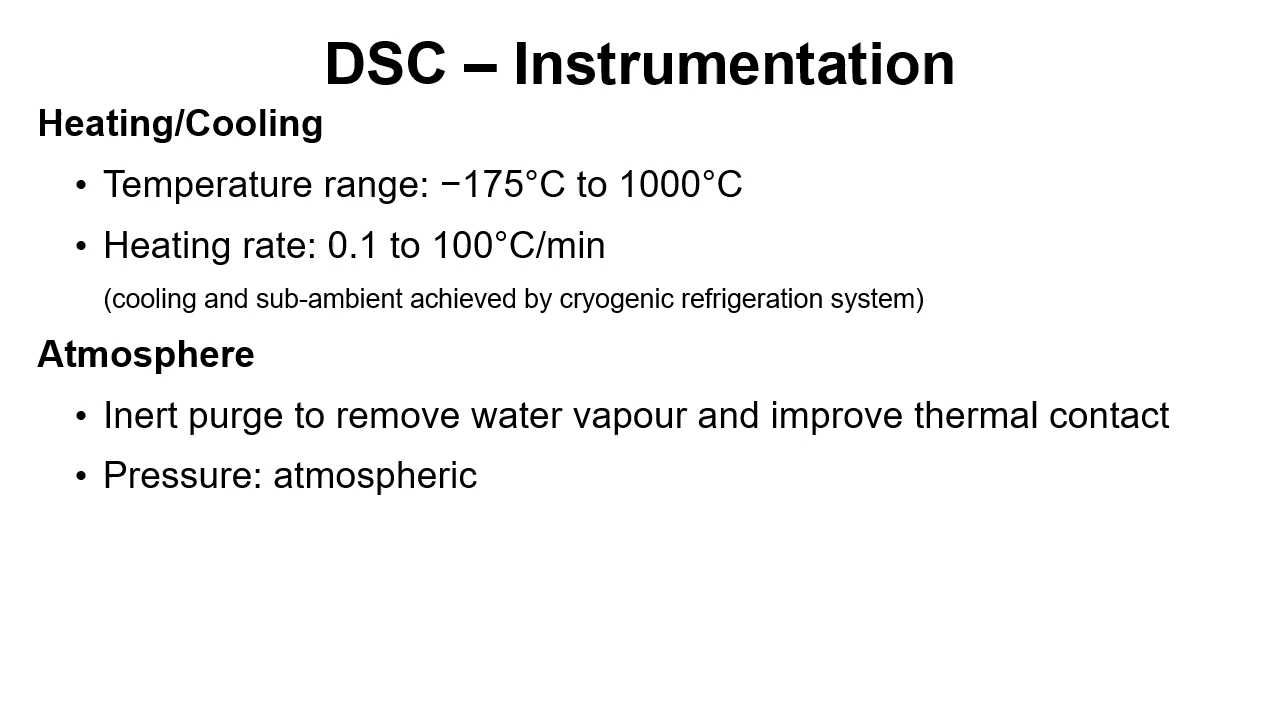 DSC – Instrumentation
Heating/Cooling
• Temperature range: −175°C to 1000°C
• Heating rate: 0.1 to 100°C/min
(cooling and sub-ambient achieved by cryogenic refrigeration system)
Atmosphere
• Inert purge to remove water vapour and improve thermal contact
• Pressure: atmospheric